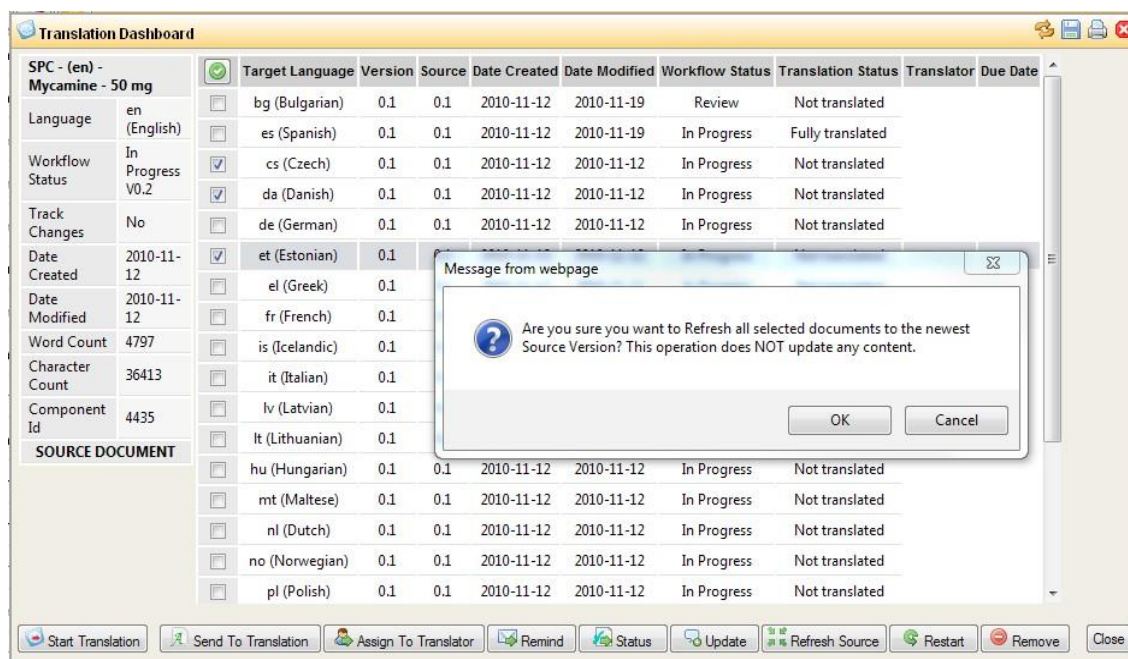 Translation Dashboard
SPC - (en) -
Mycamine - 50 mg
Language en
(English)
Workflow
Status In
Progress
V0.2
Track
Changes No
Date
Created 2010-11-
12
Date
Modified 2010-11-
12
Word Count 4797
Character
Count 36413
Component
Id 4435
SOURCE DOCUMENT
Target Language Version Source Date Created Date Modified Workflow Status Translation Status Translator Due Date
bg (Bulgarian) 0.1 0.1 2010-11-12 2010-11-19 Review Not translated
es (Spanish) 0.1 0.1 2010-11-12 2010-11-19 In Progress Fully translated
cs (Czech) 0.1 0.1 2010-11-12 2010-11-12 In Progress Not translated
da (Danish) 0.1 0.1 2010-11-12 2010-11-12 In Progress Not translated
de (German) 0.1 0.1 2010-11-12 2010-11-12 In Progress Not translated
et (Estonian) 0.1
el (Greek) 0.1
fr (French) 0.1
is (Icelandic) 0.1
it (Italian) 0.1
lv (Latvian) 0.1
lt (Lithuanian) 0.1
hu (Hungarian) 0.1 0.1 2010-11-12 2010-11-12 In Progress Not translated
mt (Maltese) 0.1 0.1 2010-11-12 2010-11-12 In Progress Not translated
nl (Dutch) 0.1 0.1 2010-11-12 2010-11-12 In Progress Not translated
no (Norwegian) 0.1 0.1 2010-11-12 2010-11-12 In Progress Not translated
pl (Polish) 0.1 0.1 2010-11-12 2010-11-12 In Progress Not translated
Message from webpage
Are you sure you want to Refresh all selected documents to the newest
Source Version? This operation does NOT update any content.
OK Cancel
Start Translation Send To Translation Assign To Translator Remind Status Update Refresh Source Restart Remove Close